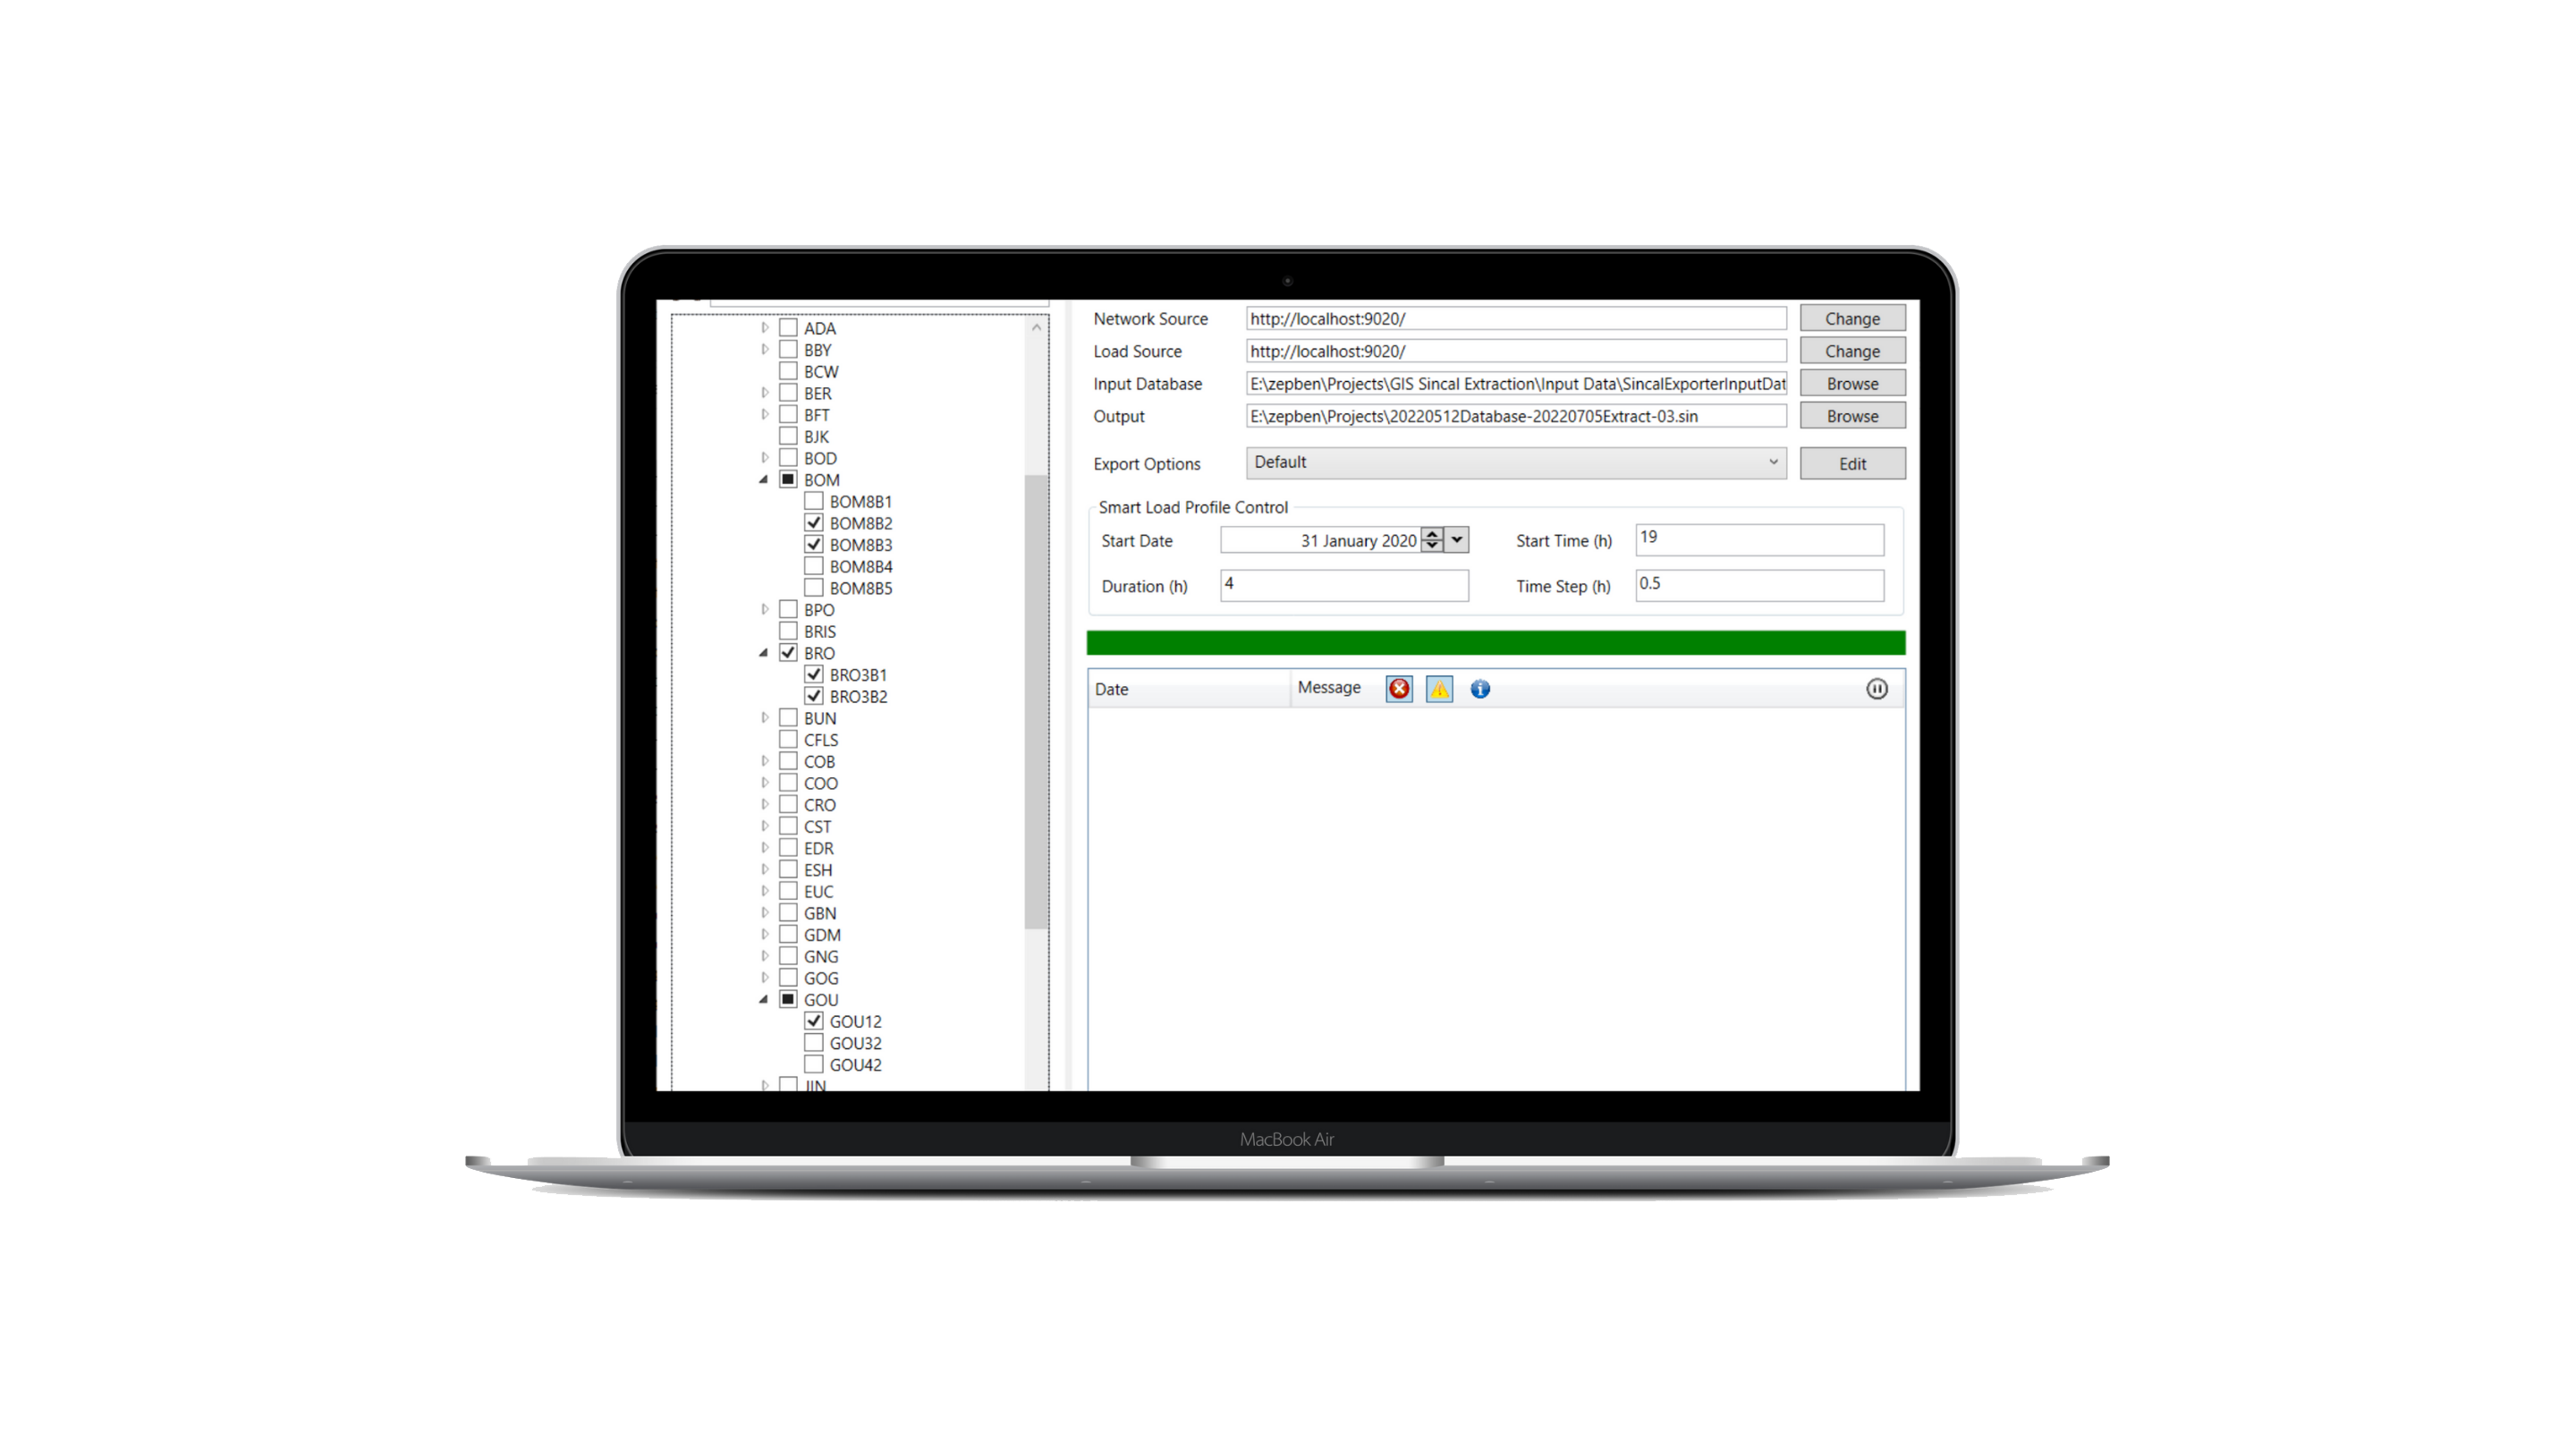 ADA
BBY
BCW
BER
BFT
BJK
BOD
BOM
BOM8B1
BOM8B2
BOM8B3
BOM8B4
BOM8B5
BPO
BRIS
BRO
BRO3B1
BRO3B2
BUN
CFLS
COB
COO
CRO
CST
EDR
ESH
EUC
GBN
GDM
GNG
GOG
GOU
GOU12
GOU32
GOU42
JIN
Network Source http://localhost:9020/ Change
Load Source http://localhost:9020/ Change
Input Database E:\zepben\Projects\GIS Sincal Extraction\Input Data\SincalExporterInputDat Browse
Output E:\zepben\Projects\20220512Database-20220705Extract-03.sin Browse
Export Options Default Edit
Smart Load Profile Control
Start Date 31 January 2020 Start Time (h) 19
Duration (h) 4 Time Step (h) 0.5
Date Message
MacBook Air